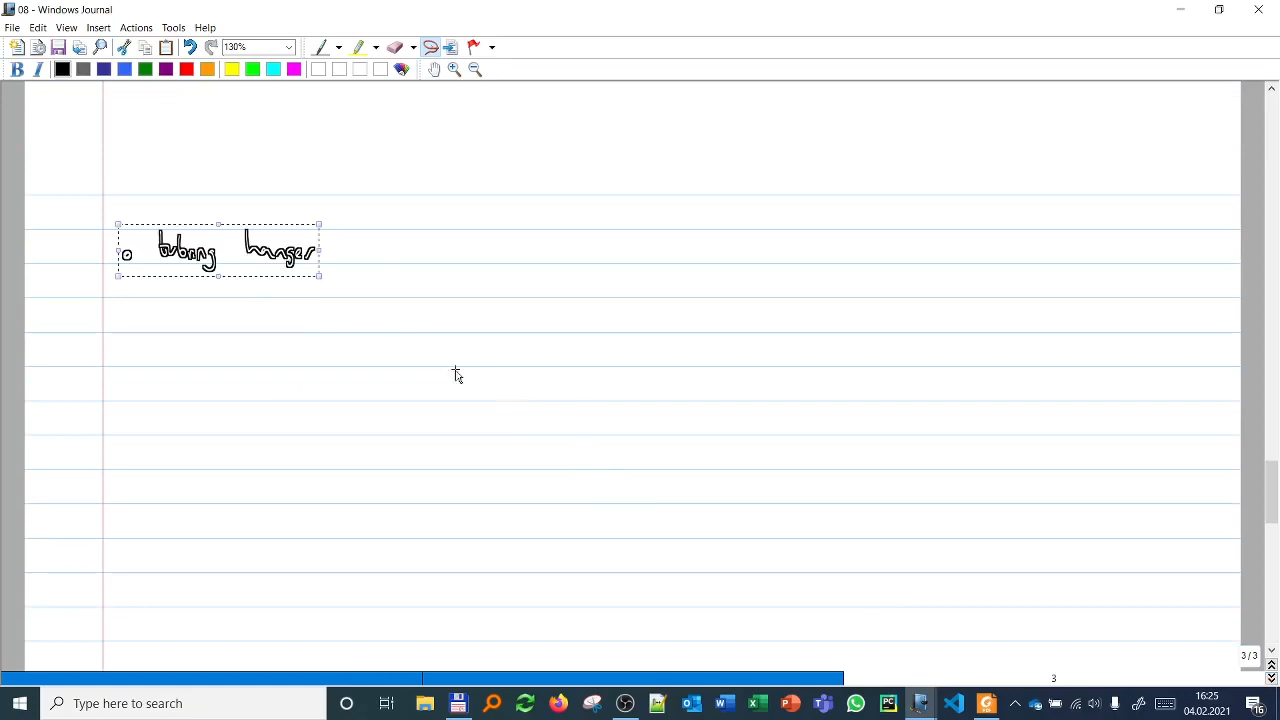 08 - Windows Journal
File Edit View Insert Actions Tools Help
130%
B I
3 / 3
3
Type here to search
16:25
04.02.2021